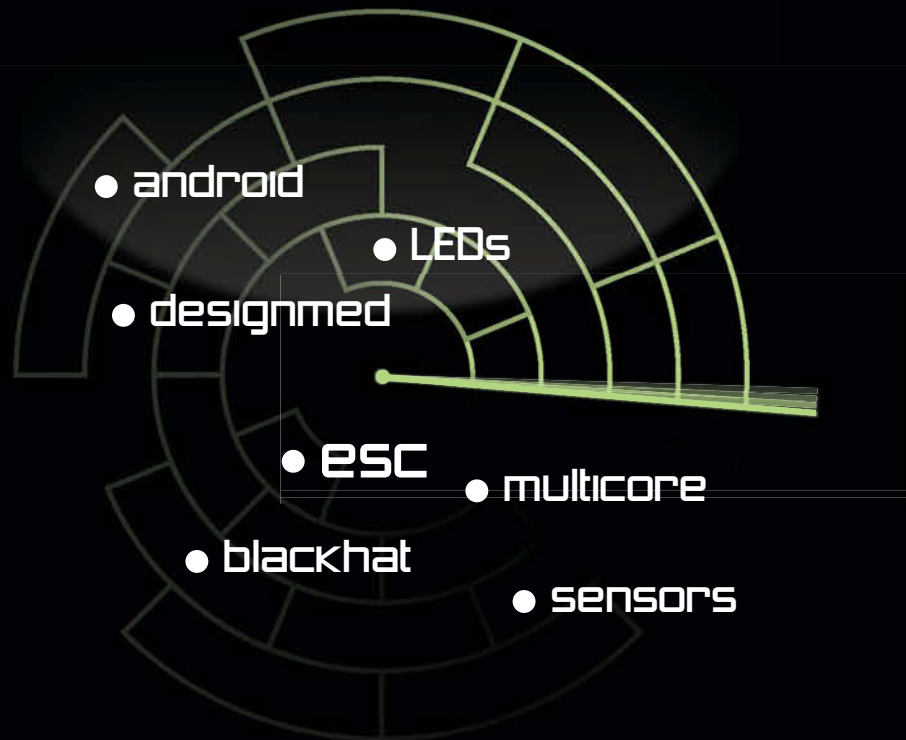 android
LEDs
designmed
esc
multicore
blackhat
sensors